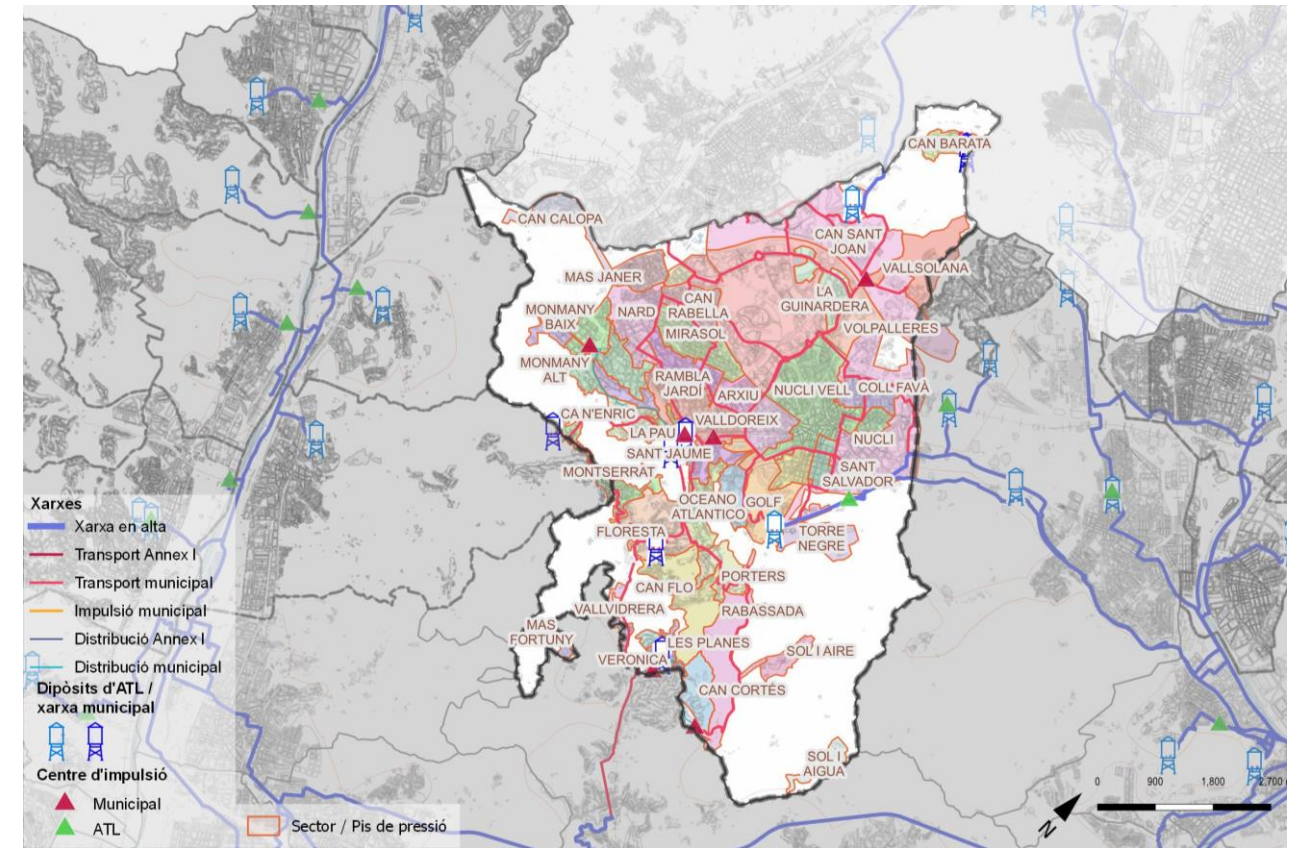 CAN BARATA
CAN CALOPA
CAN SANT
JOAN
VALLSOLANA
MAS JANER
LA
GUINARDERA
MONMANY
BAIX
NARD
CAN
RABELLA
MIRASOL
VOLPALLERES
MONMANY
ALT
RAMBLA
JARDÍ
ARXIU
NUCLI VELL
COLL FAVÀ
CA N'ENRIC
LA PAU
VALLDOREIX
NUCLI
SANT JAUME
MONTSERRAT
SANT
SALVADOR
OCEANO
ATLANTICO
GOLF
FLORESTA
TORRE
NEGRE
CAN FLO
PORTERS
VALLVIDRERA
RABASSADA
MAS
FORTUNY
LES PLANES
SOL I AIRE
VERONICA
CAN CORTÈS
SOL I
AIGUA
Xarxes
Xarxa en alta
Transport Annex I
Transport municipal
Impulsió municipal
Distribució Annex I
Distribució municipal
Dipòsits d'ATL /
xarxa municipal
Centre d'impulsió
Municipal
ATL
Sector / Pis de pressió
N
0 900 1,800 2,700